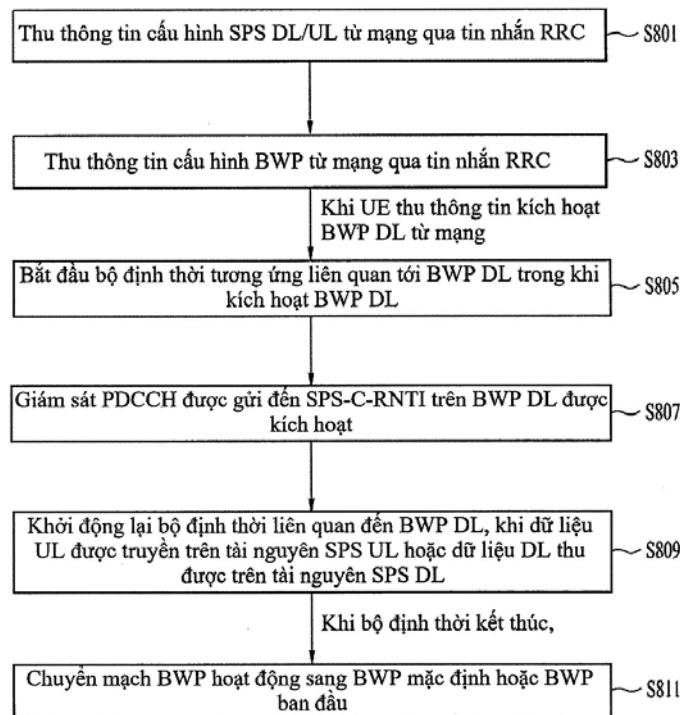 Thu thông tin cấu hình SPS DL/UL từ mạng qua tin nhắn RRC
S801
Thu thông tin cấu hình BWP từ mạng qua tin nhắn RRC
S803
Khi UE thu thông tin kích hoạt
BWP DL từ mạng
Bắt đầu bộ định thời tương ứng liên quan tới BWP DL trong khi
kích hoạt BWP DL
S805
Giám sát PDCCH được gửi đến SPS-C-RNTI trên BWP DL được
kích hoạt
S807
Khởi động lại bộ định thời liên quan đến BWP DL, khi dữ liệu
UL được truyền trên tài nguyên SPS UL hoặc dữ liệu DL thu
được trên tài nguyên SPS DL
S809
Khi bộ định thời kết thúc,
Chuyển mạch BWP hoạt động sang BWP mặc định hoặc BWP
ban đầu
S811